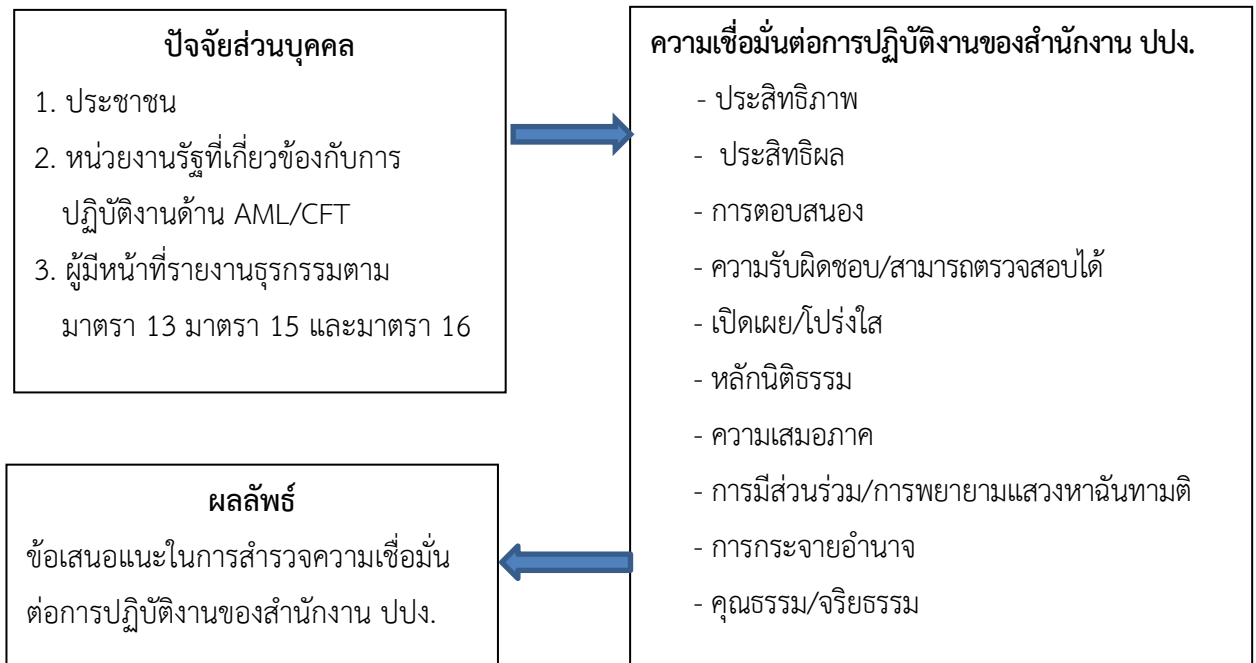 ปัจจัยส่วนบุคคล
1. ประชาชน
2. หน่วยงานรัฐที่เกี่ยวข้องกับการ
ปฏิบัติงานด้าน AML/CFT
3. ผู้มีหน้าที่รายงานธุรกรรมตาม
มาตรา 13 มาตรา 15 และมาตรา 16
ความเชื่อมั่นต่อการปฏิบัติงานของสำนักงาน ปปง.
- ประสิทธิภาพ
- ประสิทธิผล
- การตอบสนอง
- ความรับผิดชอบ/สามารถตรวจสอบได้
- เปิดเผย/โปร่งใส
- หลักนิติธรรม
- ความเสมอภาค
- การมีส่วนร่วม/การพยายามแสวงหาฉันทามติ
- การกระจายอำนาจ
- คุณธรรม/จริยธรรม
ผลลัพธ์
ข้อเสนอแนะในการสำรวจความเชื่อมั่น
ต่อการปฏิบัติงานของสำนักงาน ปปง.